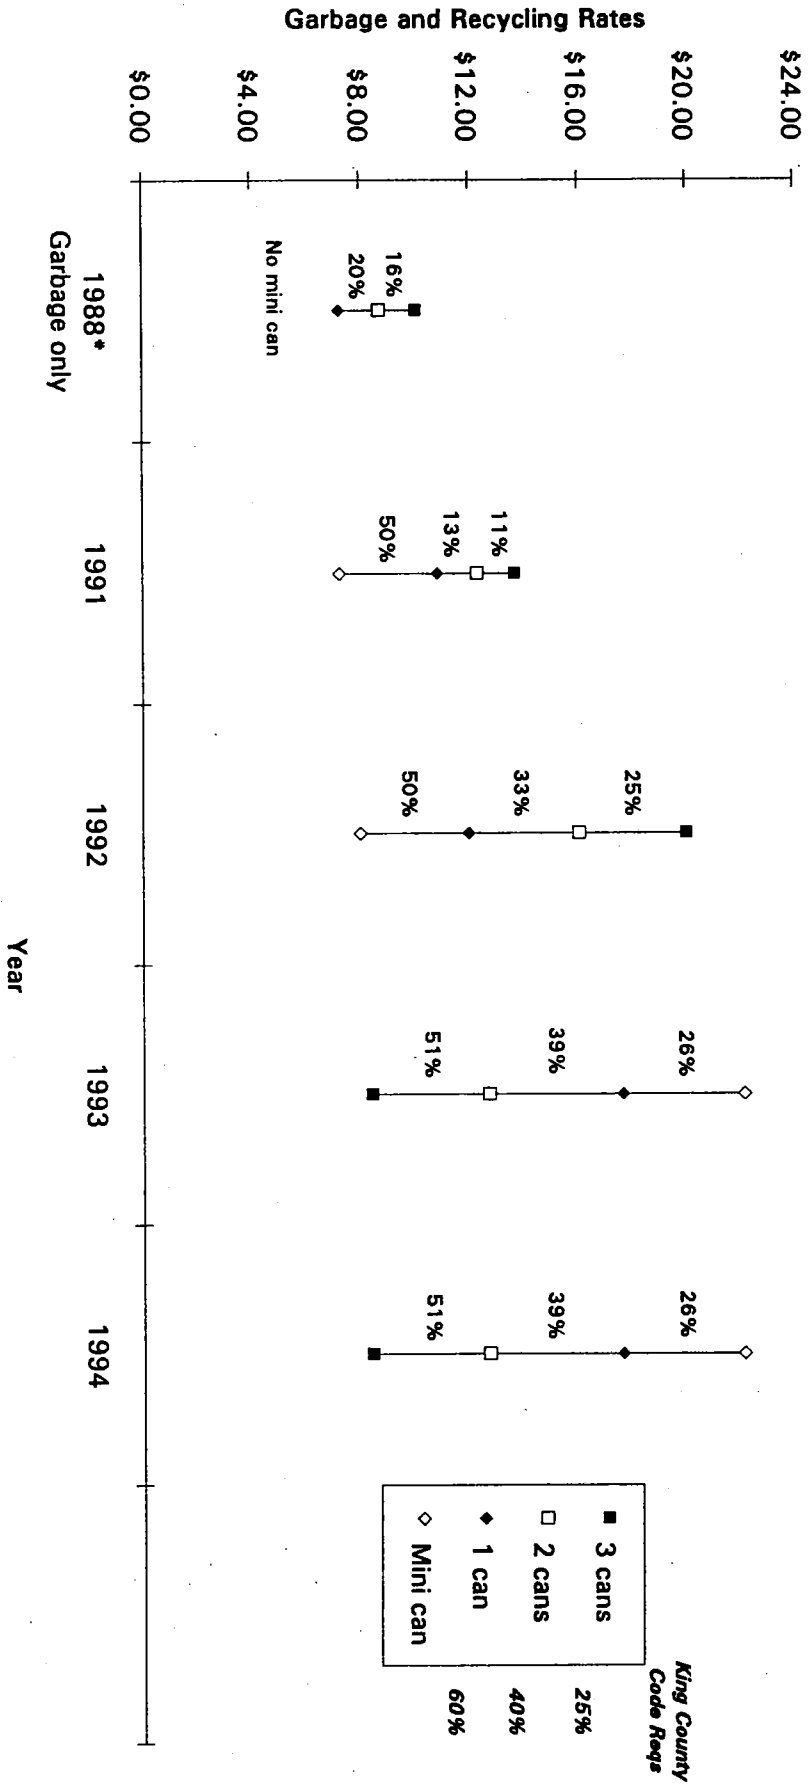 Garbage and Recycling Rates
$24.00
$20.00
$16.00
$12.00
$8.00
$4.00
$0.00
16%
20%
No mini can
11%
13%
50%
25%
33%
50%
26%
39%
51%
26%
39%
51%
1988*
Garbage only
1991
1992
1993
1994
Year
King County
Code Reqs
3 cans
2 cans
1 can
Mini can
25%
40%
60%